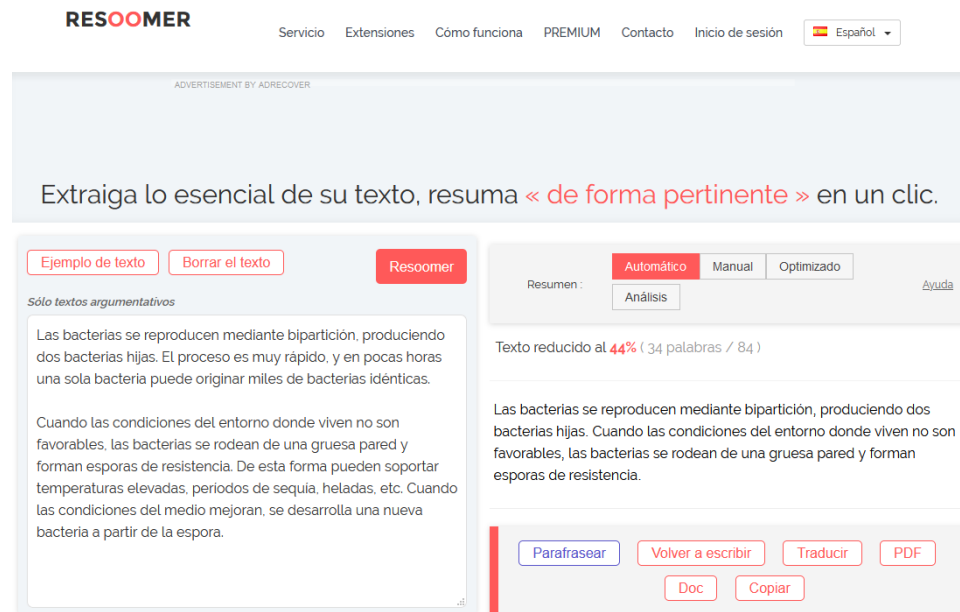 RESOOMER
Servicio Extensiones Cómo funciona PREMIUM Contacto Inicio de sesión Español
ADVERTISEMENT BY ADRECOVER
Extraiga lo esencial de su texto, resuma « de forma pertinente » en un clic.
Ejemplo de texto Borrar el texto Resoomer
Sólo textos argumentativos
Las bacterias se reproducen mediante bipartición, produciendo
dos bacterias hijas. El proceso es muy rápido, y en pocas horas
una sola bacteria puede originar miles de bacterias idénticas.
Cuando las condiciones del entorno donde viven no son
favorables, las bacterias se rodean de una gruesa pared y
forman esporas de resistencia. De esta forma pueden soportar
temperaturas elevadas, periodos de sequía, heladas, etc. Cuando
las condiciones del medio mejoran, se desarrolla una nueva
bacteria a partir de la espora.
Resumen :
Automático Manual Optimizado
Análisis
Ayuda
Texto reducido al 44% ( 34 palabras / 84 )
Las bacterias se reproducen mediante bipartición, produciendo dos
bacterias hijas. Cuando las condiciones del entorno donde viven no son
favorables, las bacterias se rodean de una gruesa pared y forman
esporas de resistencia.
Parafrasear Volver a escribir Traducir PDF
Doc Copiar